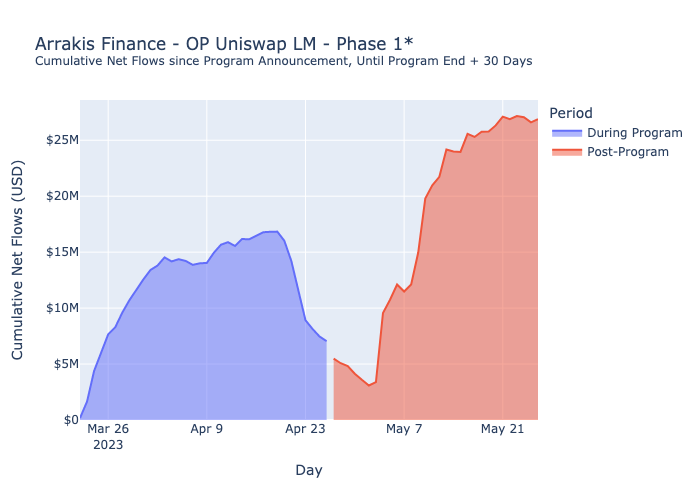 Arrakis Finance - OP Uniswap LM - Phase 1*
Cumulative Net Flows since Program Announcement, Until Program End + 30 Days
Period
During Program
Post-Program
Cumulative Net Flows (USD)
$25M
$20M
$15M
$10M
$5M
$0
Mar 26
2023
Apr 9
Apr 23
May 7
May 21
Day